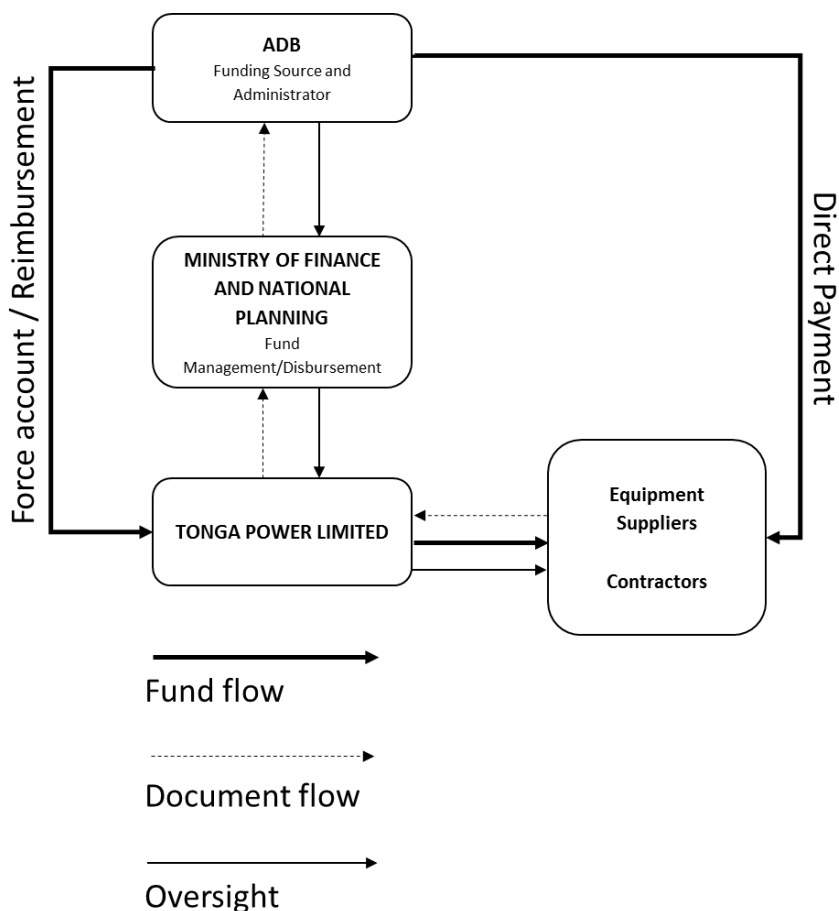 ADB
Funding Source and
Administrator
Force account / Reimbursement
Direct Payment
MINISTRY OF FINANCE
AND NATIONAL
PLANNING
Fund
Management/Disbursement
TONGA POWER LIMITED
Equipment
Suppliers
Contractors
Fund flow
Document flow
Oversight